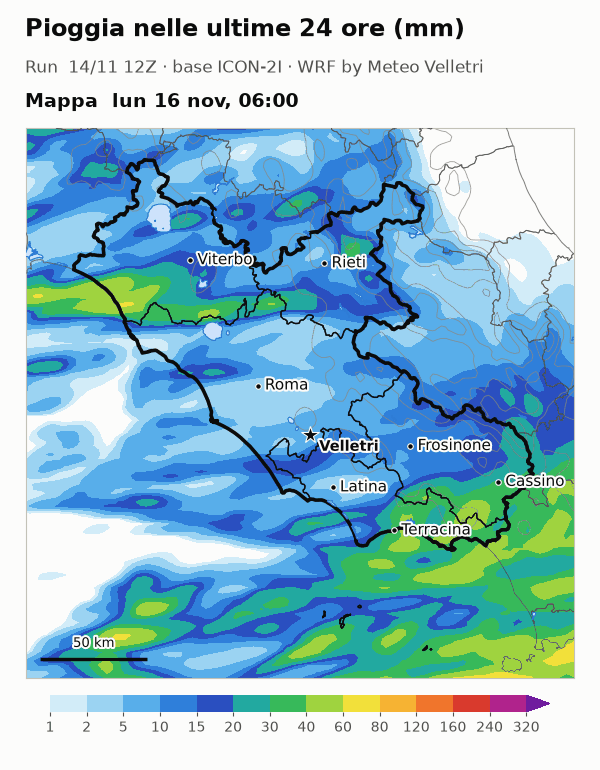 Pioggia nelle ultime 24 ore (mm)
Run  14/11 12Z · base ICON-2I · WRF by Meteo Velletri
Mappa  lun 16 nov, 06:00
Viterbo
Rieti
Roma
Velletri
Frosinone
Cassino
Latina
Terracina
50 km
1 2 5 10 15 20 30 40 60 80 120 160 240 320